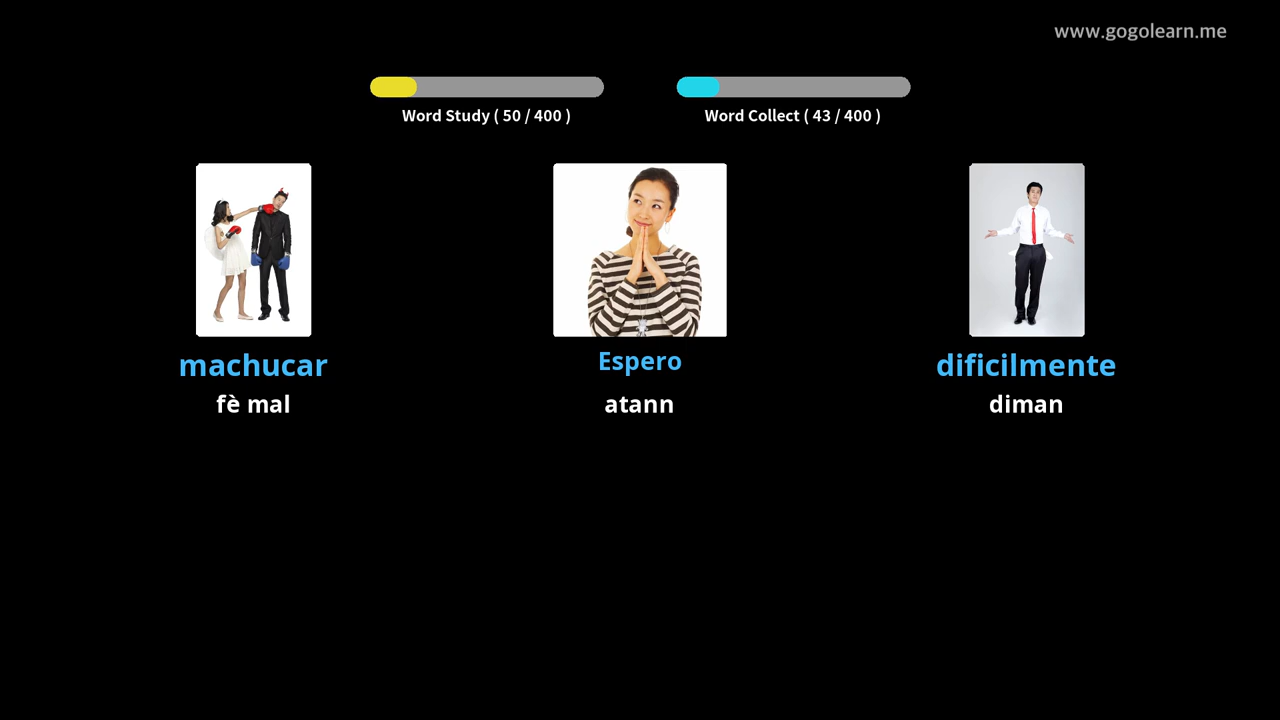 www.gogolearn.me
Word Study ( 50 / 400 )
Word Collect ( 43 / 400 )
machucar
Espero
dificilmente
fè mal
atann
diman